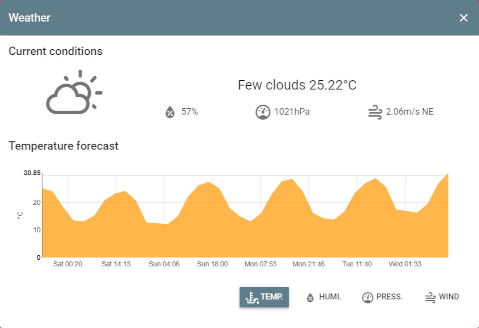 Weather
Current conditions
Few clouds 25.22°C
57% 1021hPa 2.06m/s NE
Temperature forecast
30.85
20
°C
10
0
Sat 00:20 Sat 14:13 Sun 04:06 Sun 18:00 Mon 07:53 Mon 21:46 Tue 11:40 Wed 01:33
TEMP. HUMI. PRESS. WIND